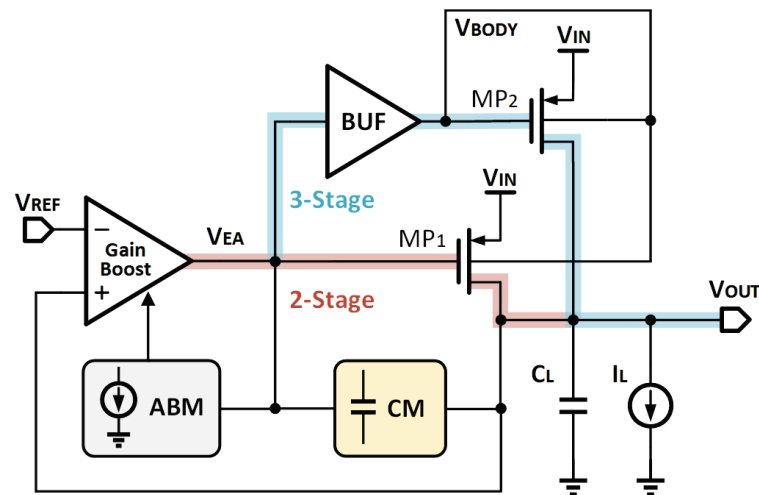 VBODY
VIN
MP2
BUF
3-Stage
VIN
VREF
−
Gain
Boost
+
VEA
MP1
2-Stage
VOUT
ABM
CM
CL
IL